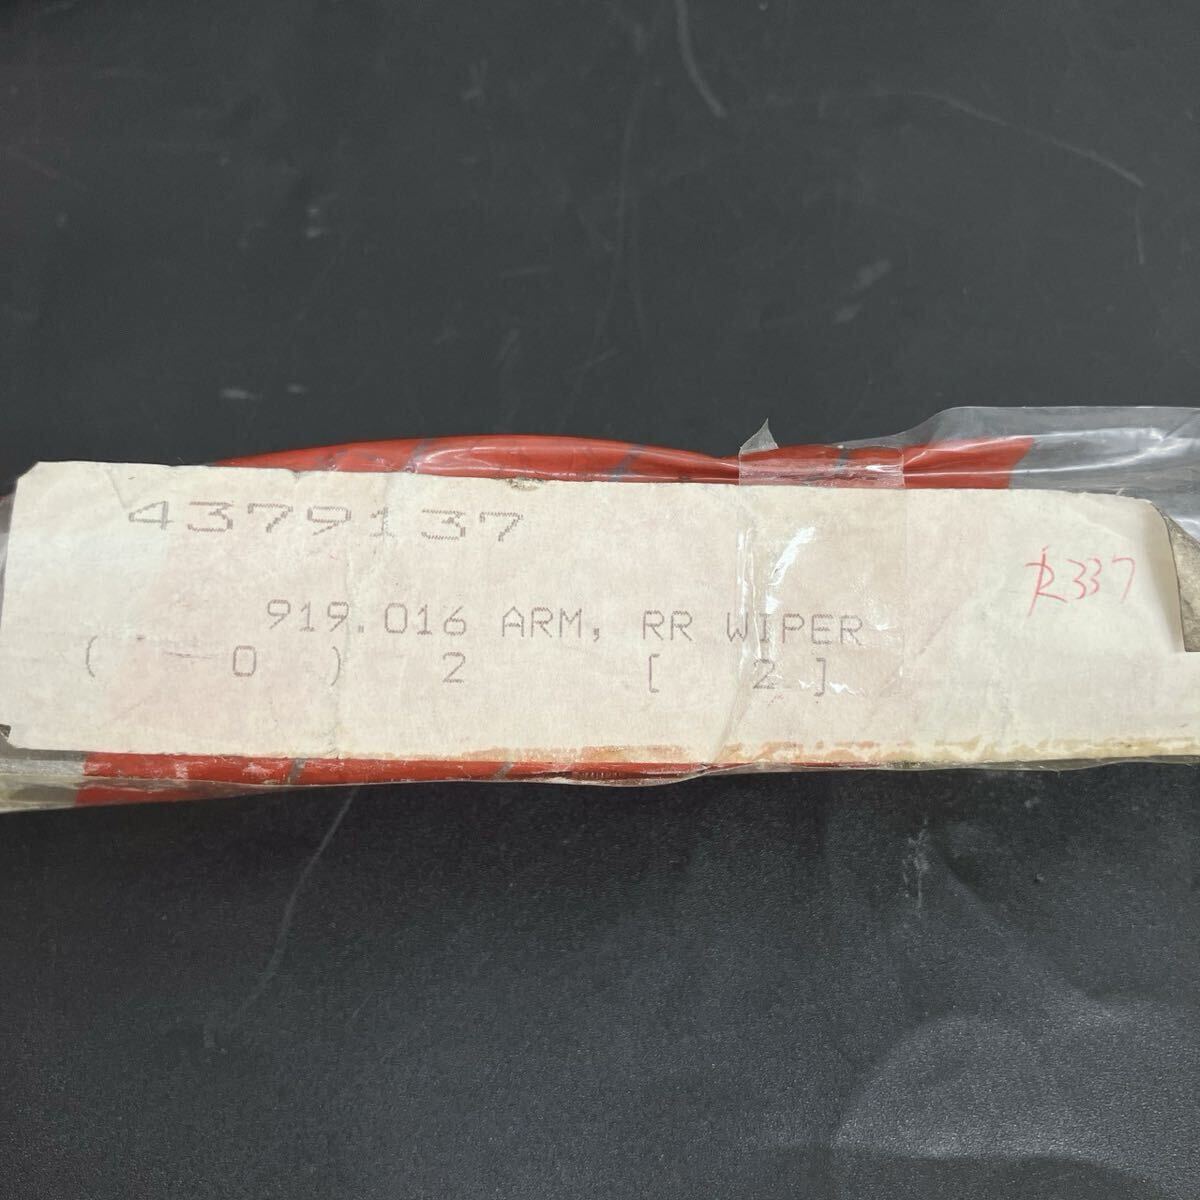 4379137
R337
919.016 ARM, RR WIPER
( 0 ) 2 [ 2 ]